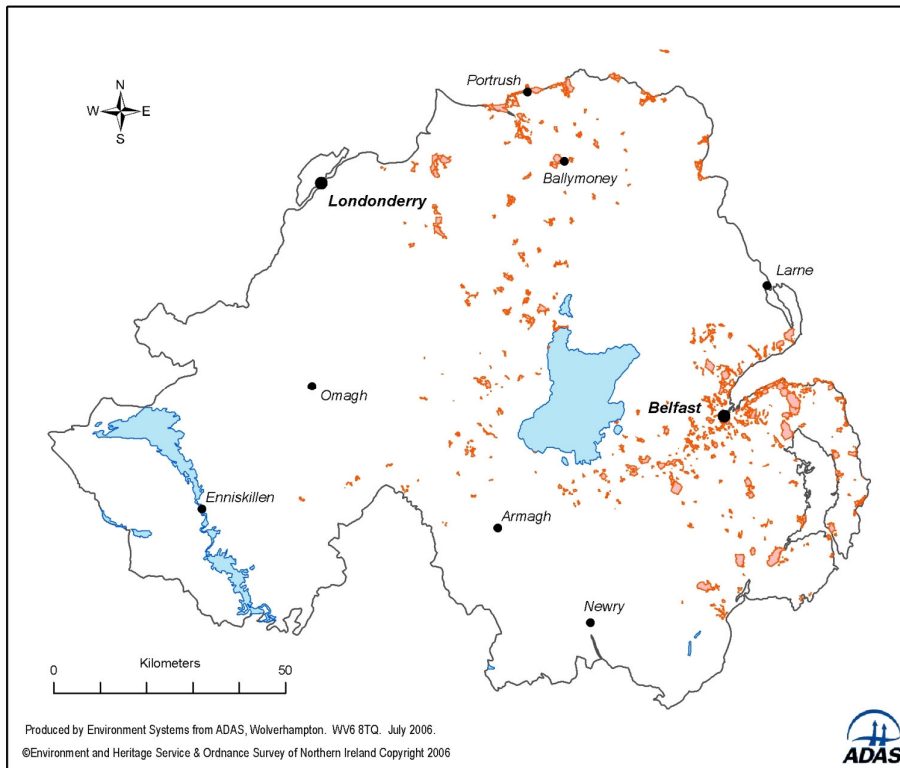 N
W E
S
Portrush
Ballymoney
Londonderry
Larne
Omagh
Belfast
Enniskillen
Armagh
Newry
0 Kilometers 50
Produced by Environment Systems from ADAS, Wolverhampton. WV6 8TQ. July 2006.
©Environment and Heritage Service & Ordnance Survey of Northern Ireland Copyright 2006
ADAS